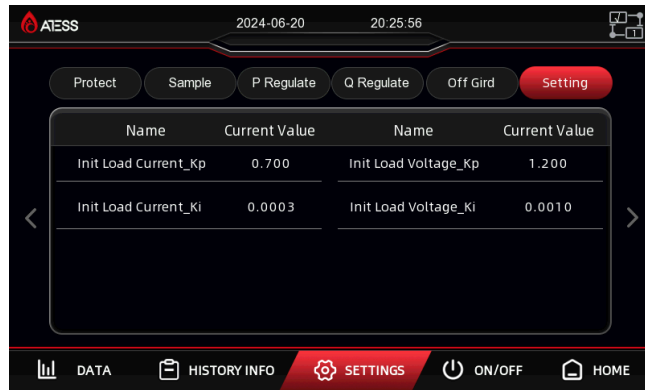 ATESS 2024-06-20 20:25:56
Protect Sample P Regulate Q Regulate Off Gird Setting
Name Current Value Name Current Value
Init Load Current_Kp 0.700 Init Load Voltage_Kp 1.200
Init Load Current_Ki 0.0003 Init Load Voltage_Ki 0.0010
DATA HISTORY INFO SETTINGS ON/OFF HOME